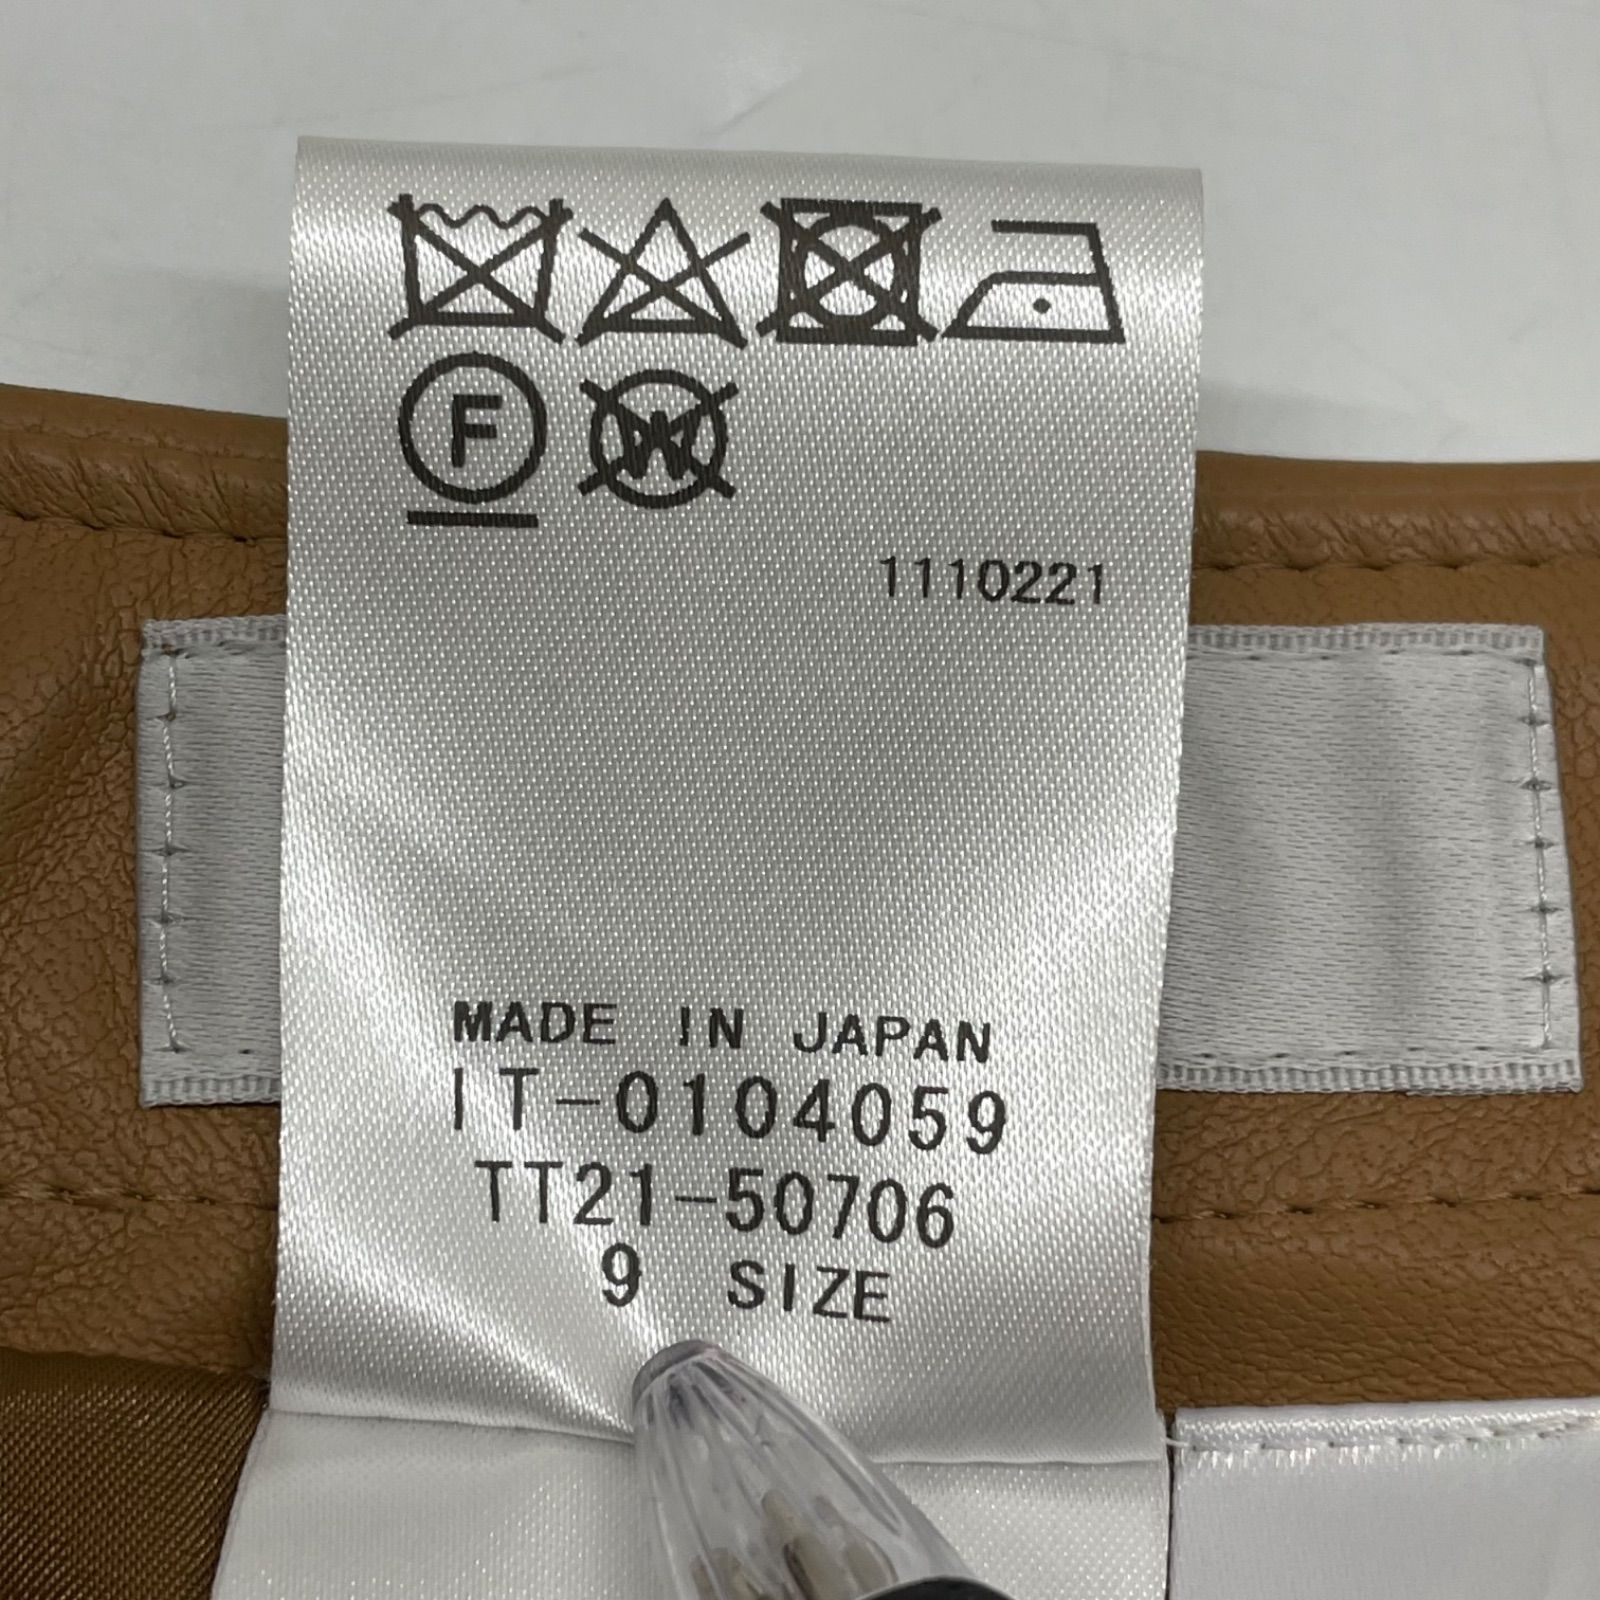 F W
1110221
MADE IN JAPAN
IT-0104059
TT21-50706
9 SIZE